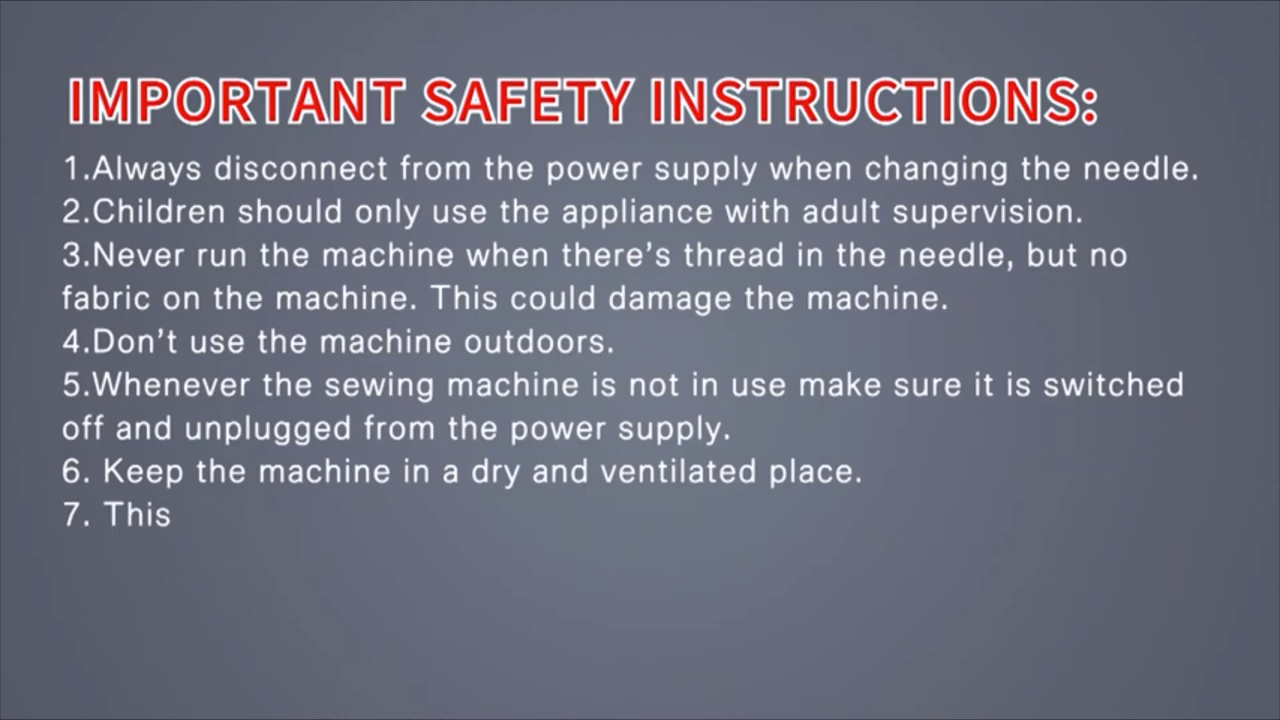 IMPORTANT SAFETY INSTRUCTIONS:
1.Always disconnect from the power supply when changing the needle.
2.Children should only use the appliance with adult supervision.
3.Never run the machine when there’s thread in the needle, but no
fabric on the machine. This could damage the machine.
4.Don’t use the machine outdoors.
5.Whenever the sewing machine is not in use make sure it is switched
off and unplugged from the power supply.
6. Keep the machine in a dry and ventilated place.
7. This